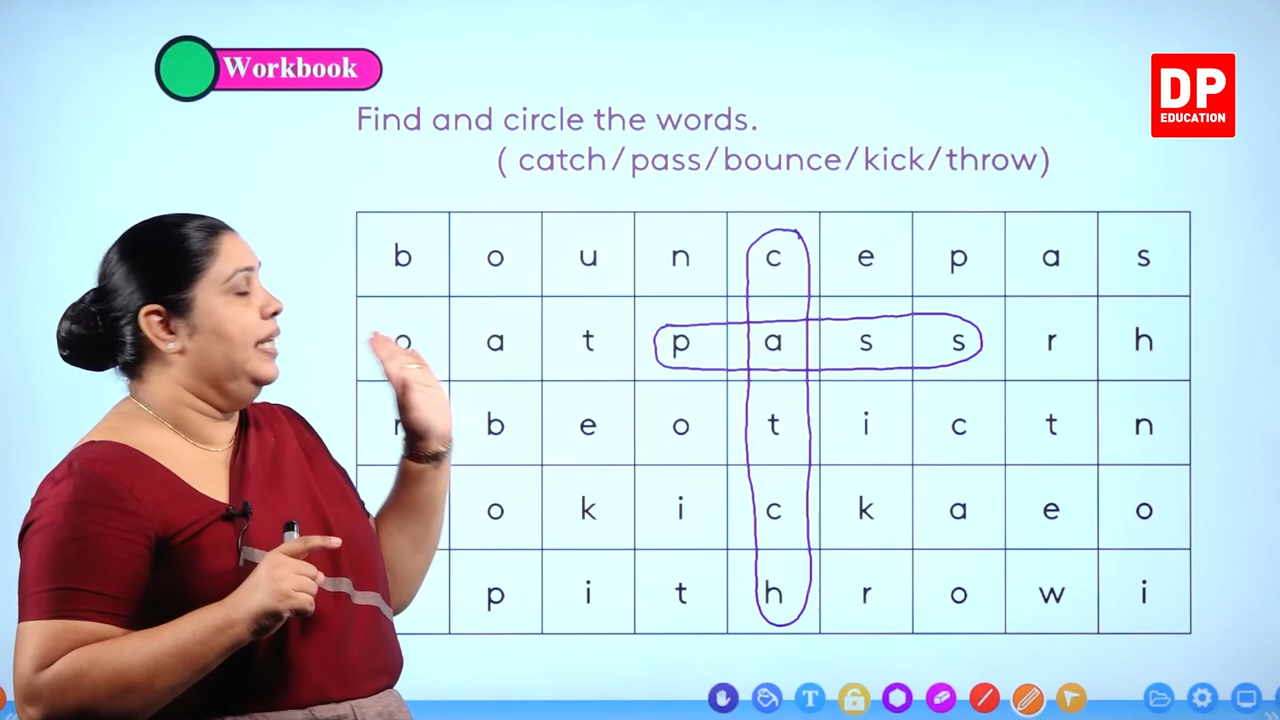 Workbook
DP
EDUCATION
Find and circle the words.
( catch/pass/bounce/kick/throw)
b o u n c e p a s
o a t p a s s r h
b e o t i c t n
o k i c k a e o
p i t h r o w i
T